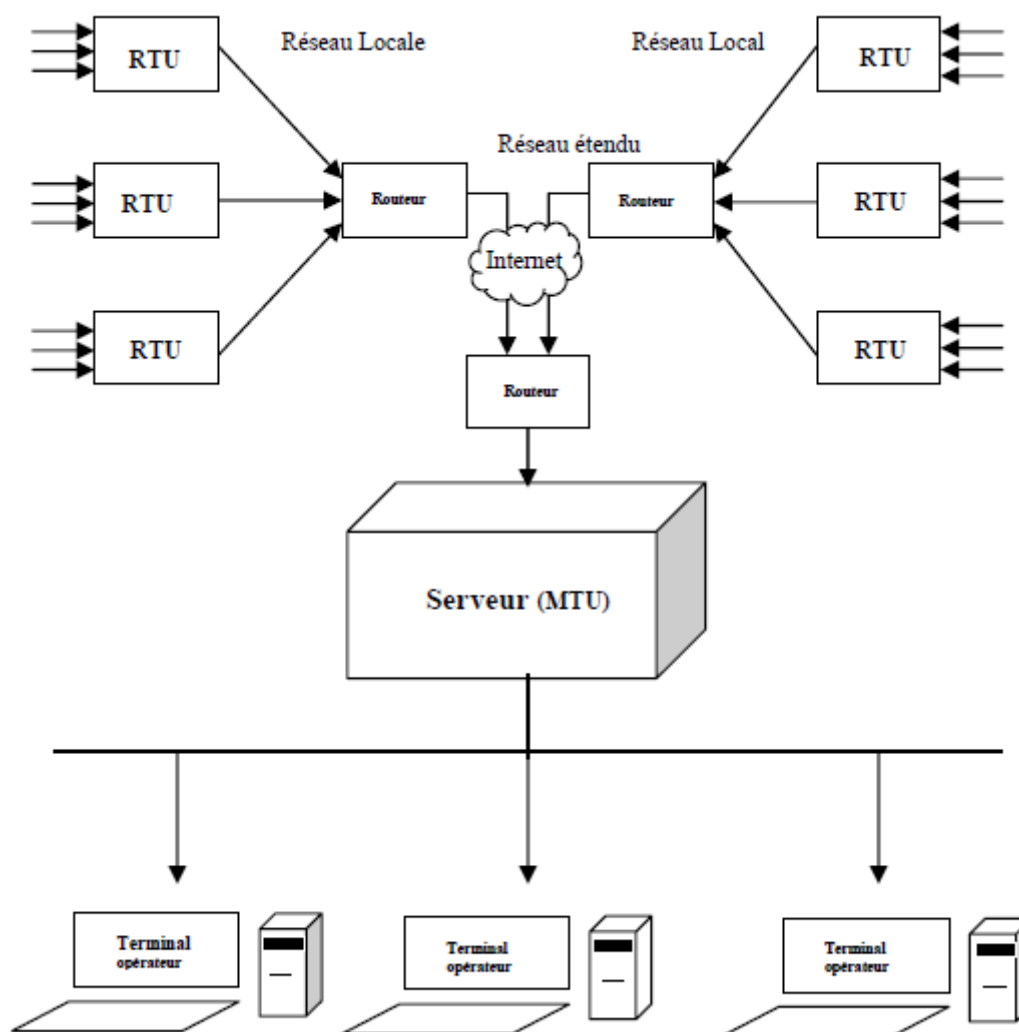 RTU
Réseau Locale
Réseau Local
RTU
Réseau étendu
RTU
Routeur
Routeur
RTU
Internet
RTU
RTU
Routeur
Serveur (MTU)
Terminal
opérateur
Terminal
opérateur
Terminal
opérateur